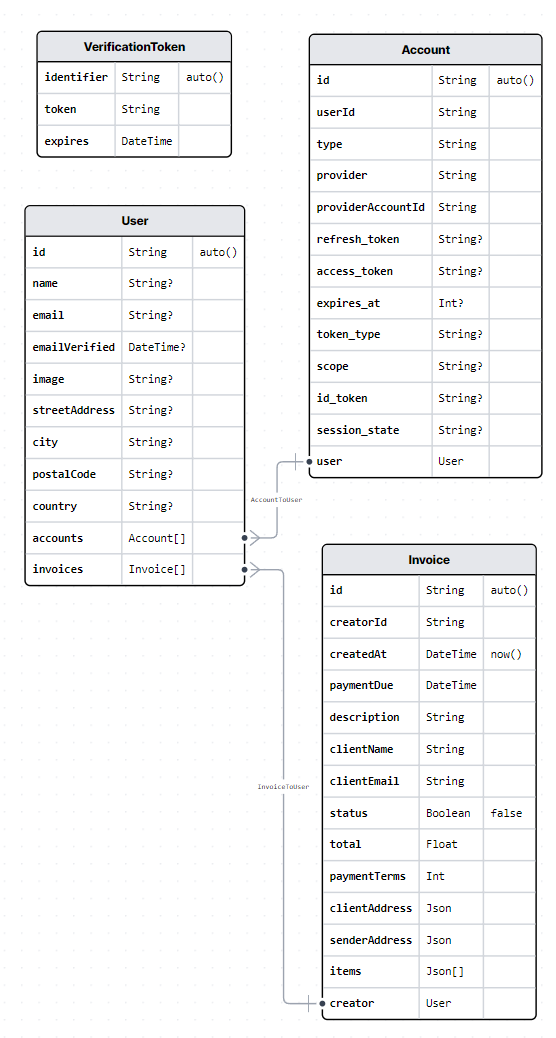 VerificationToken
identifier String auto()
token String
expires DateTime
Account
id String auto()
userId String
type String
provider String
providerAccountId String
refresh_token String?
access_token String?
expires_at Int?
token_type String?
scope String?
id_token String?
session_state String?
user User
User
id String auto()
name String?
email String?
emailVerified DateTime?
image String?
streetAddress String?
city String?
postalCode String?
country String?
accounts Account[]
invoices Invoice[]
AccountToUser
Invoice
id String auto()
creatorId String
createdAt DateTime now()
paymentDue DateTime
description String
clientName String
clientEmail String
status Boolean false
total Float
paymentTerms Int
clientAddress Json
senderAddress Json
items Json[]
creator User
InvoiceToUser